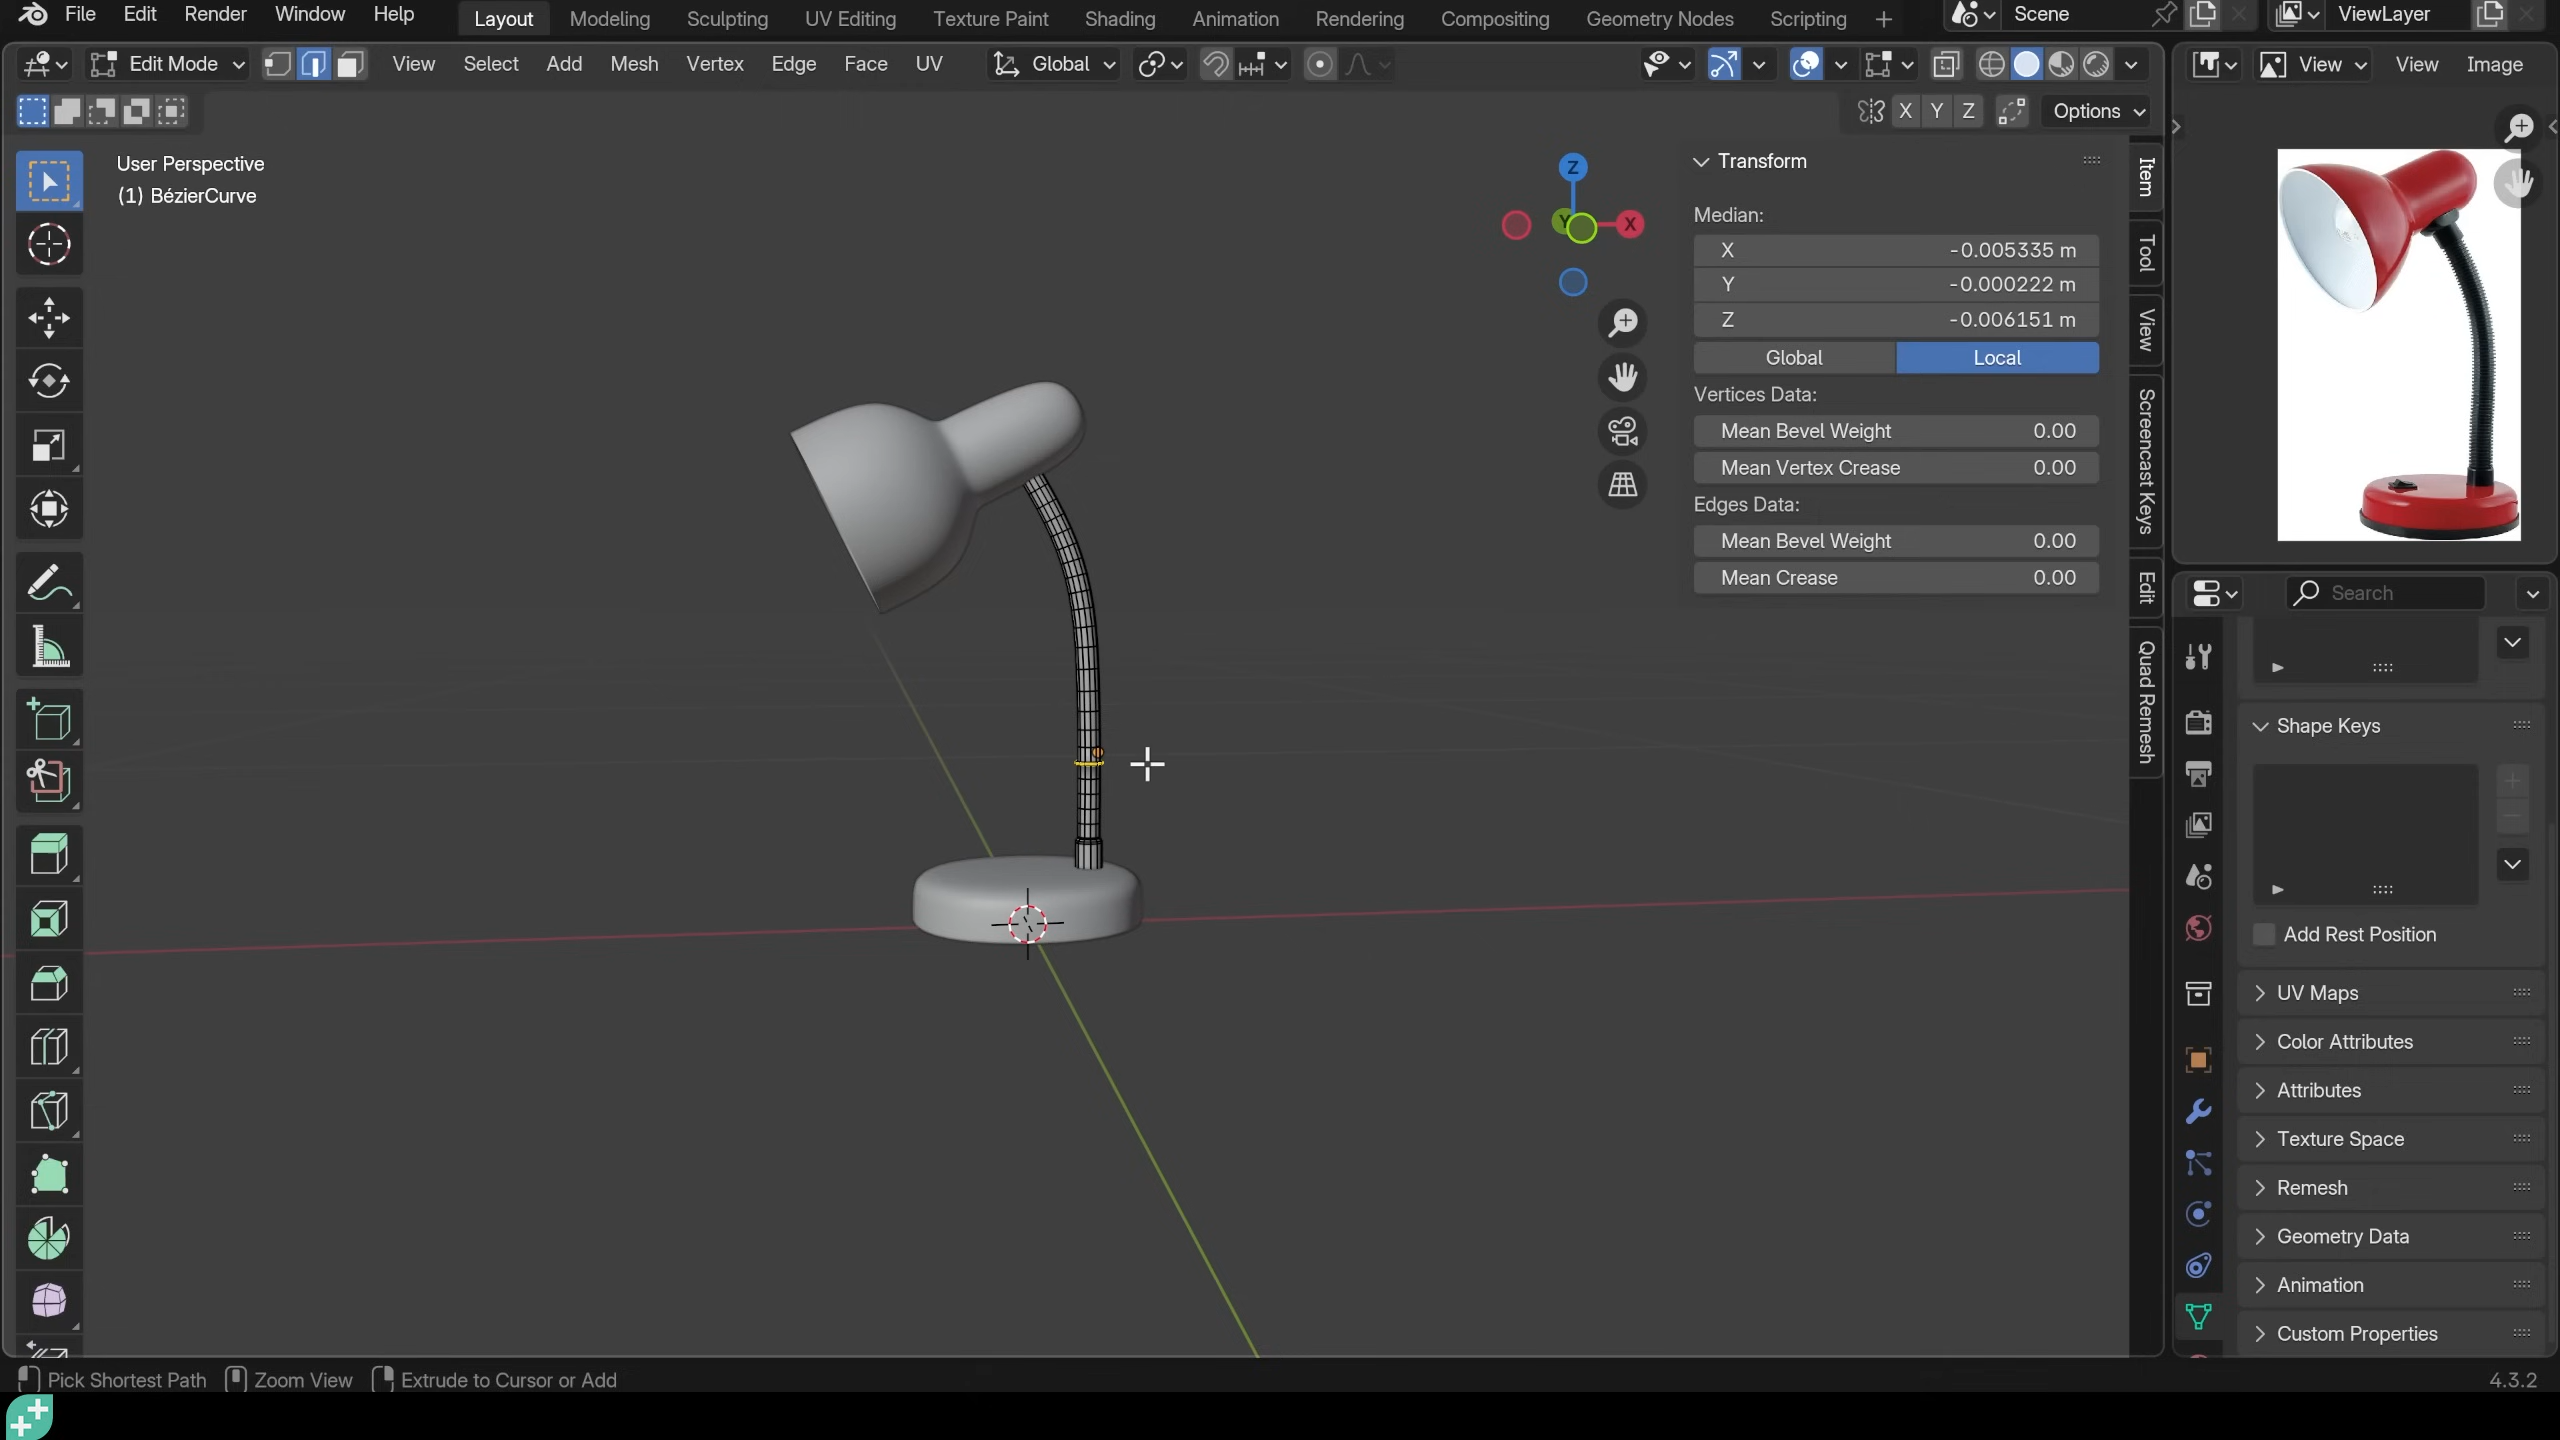 File Edit Render Window Help Layout Modeling Sculpting UV Editing Texture Paint Shading Animation Rendering Compositing Geometry Nodes Scripting Scene ViewLayer
Edit Mode View Select Add Mesh Vertex Edge Face UV Global View View Image
X Y Z Options
User Perspective
(1) BézierCurve
Z
Y
X
Transform
Median:
X -0.005335 m
Y -0.000222 m
Z -0.006151 m
Global Local
Vertices Data:
Mean Bevel Weight 0.00
Mean Vertex Crease 0.00
Edges Data:
Mean Bevel Weight 0.00
Mean Crease 0.00
Item
Tool
View
Screencast Keys
Edit
Quad Remesh
Search
Shape Keys
Add Rest Position
UV Maps
Color Attributes
Attributes
Texture Space
Remesh
Geometry Data
Animation
Custom Properties
Pick Shortest Path Zoom View Extrude to Cursor or Add 4.3.2